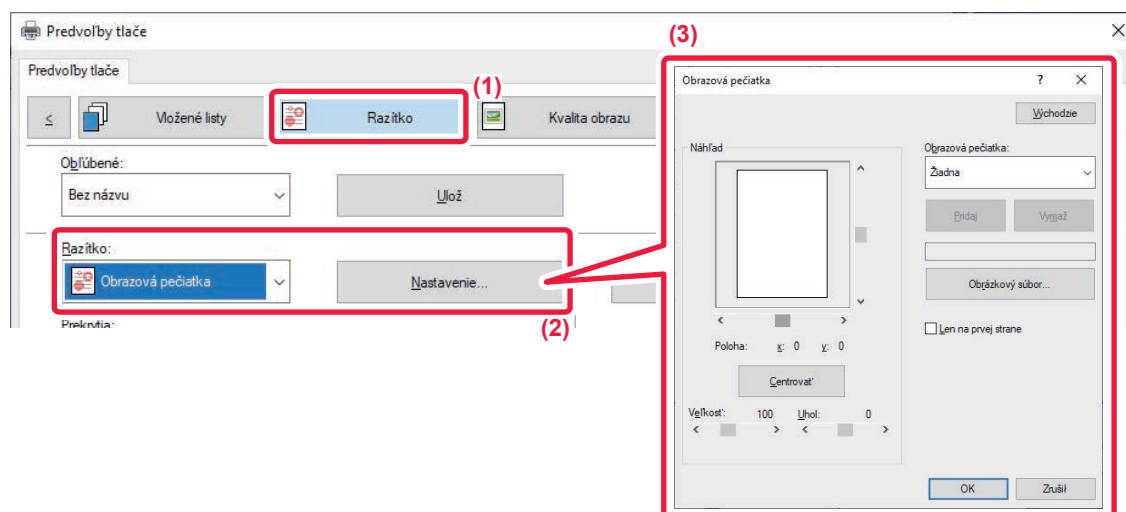 Predvoľby tlače
Predvoľby tlače
(1)
< Vložené listy Razítko Kvalita obrazu
Obľúbené:
Bez názvu Ulož
Razítko:
Obrazová pečiatka Nastavenie...
(2)
Prekrytia:
(3)
Obrazová pečiatka ? ×
Východzie
Náhľad
Obrazová pečiatka:
Žiadna
Pridaj Vymaž
Obrázkový súbor...
Len na prvej strane
Poloha: x: 0 y: 0
Centrovať
Veľkosť: 100 Uhol: 0
OK Zrušiť